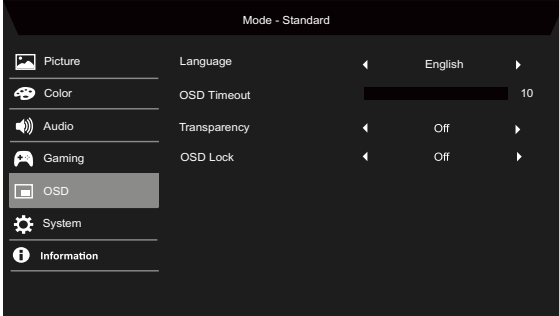 Mode - Standard
Picture
Color
Audio
Gaming
OSD
System
Information
Language English
OSD Timeout 10
Transparency Off
OSD Lock Off